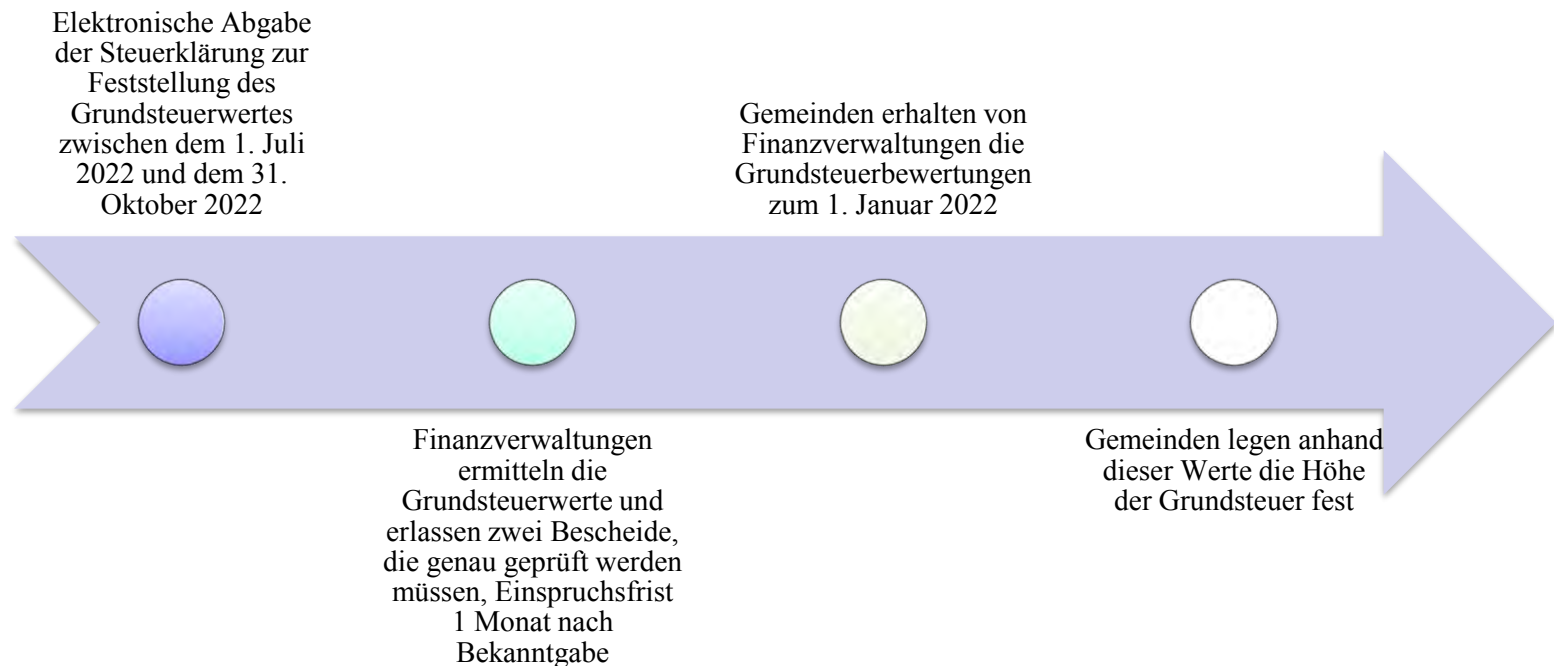 Elektronische Abgabe
der Steuerklärung zur
Feststellung des
Grundsteuerwertes
zwischen dem 1. Juli
2022 und dem 31.
Oktober 2022
Finanzverwaltungen
ermitteln die
Grundsteuerwerte und
erlassen zwei Bescheide,
die genau geprüft werden
müssen, Einspruchsfrist
1 Monat nach
Bekanntgabe
Gemeinden erhalten von
Finanzverwaltungen die
Grundsteuerbewertungen
zum 1. Januar 2022
Gemeinden legen anhand
dieser Werte die Höhe
der Grundsteuer fest